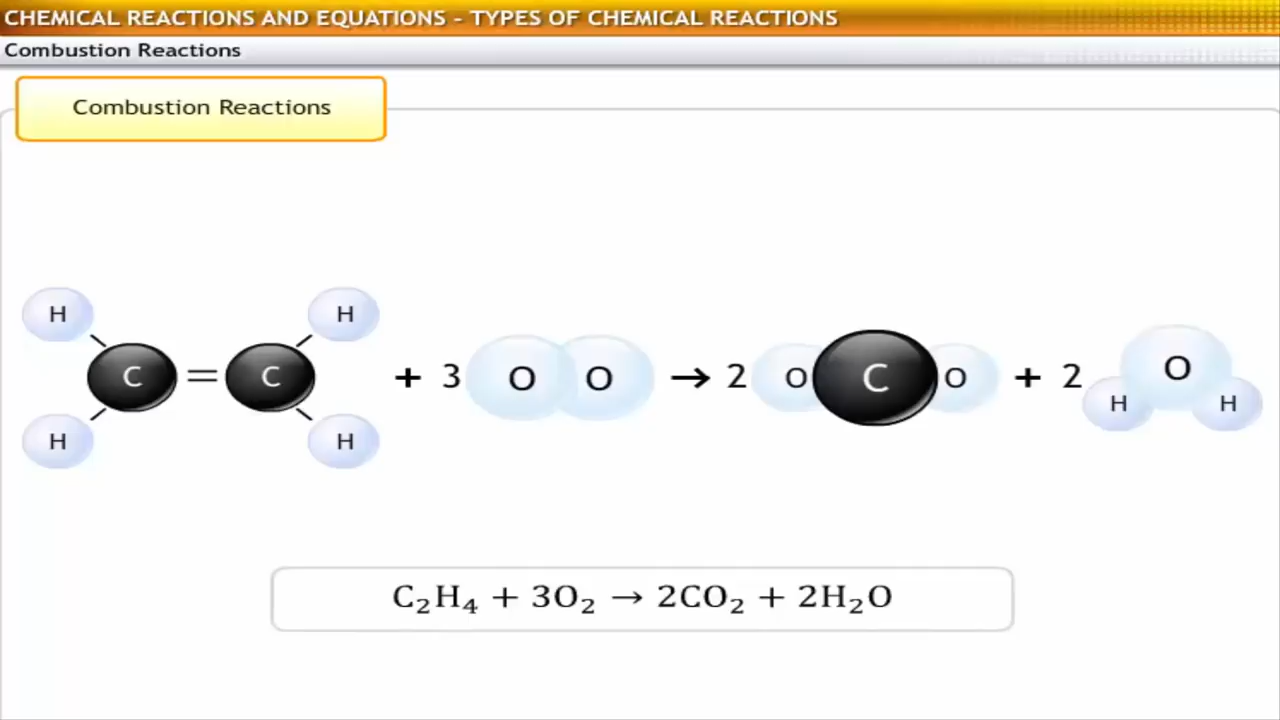 CHEMICAL REACTIONS AND EQUATIONS - TYPES OF CHEMICAL REACTIONS
Combustion Reactions
Combustion Reactions
H H
C = C + 3 O O → 2 O C O + 2 O
H H
H H
C₂H₄ + 3O₂ → 2CO₂ + 2H₂O